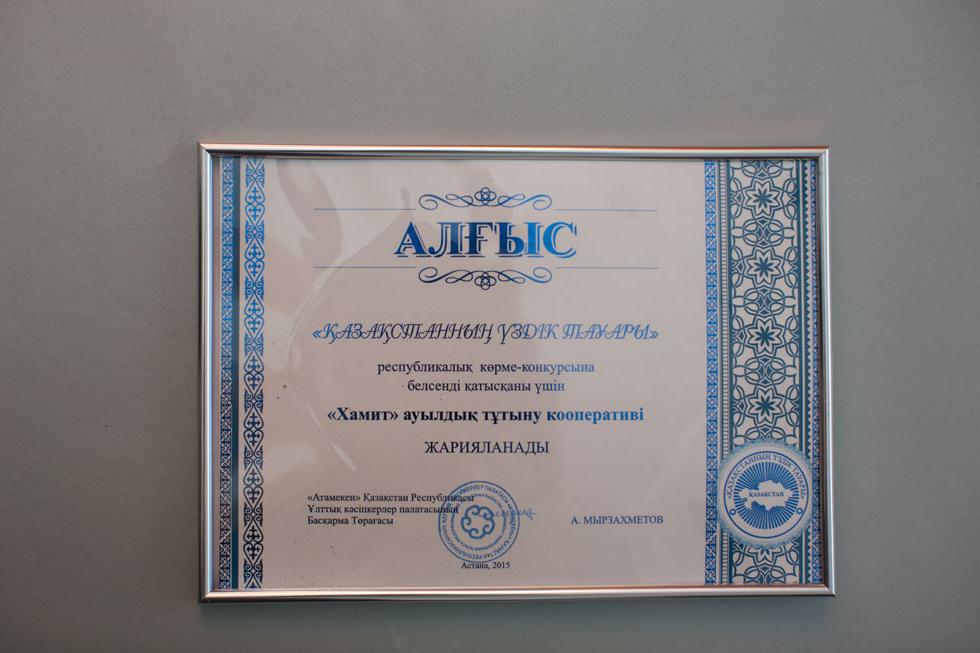 АЛҒЫС
«ҚАЗАҚСТАННЫҢ ҮЗДІК ТАУАРЫ»
республикалық көрме-конкурсына
белсенді қатысқаны үшін
«Хамит» ауылдық тұтыну кооперативі
ЖАРИЯЛАНАДЫ
«Атамекен» Қазақстан Республикасы
Ұлттық кәсіпкерлер палатасының
Басқарма Төрағасы
А. МЫРЗАХМЕТОВ
Астана, 2015
«ҚАЗАҚСТАННЫҢ ҮЗДІК ТАУАРЫ»
ҚАЗАҚСТАН